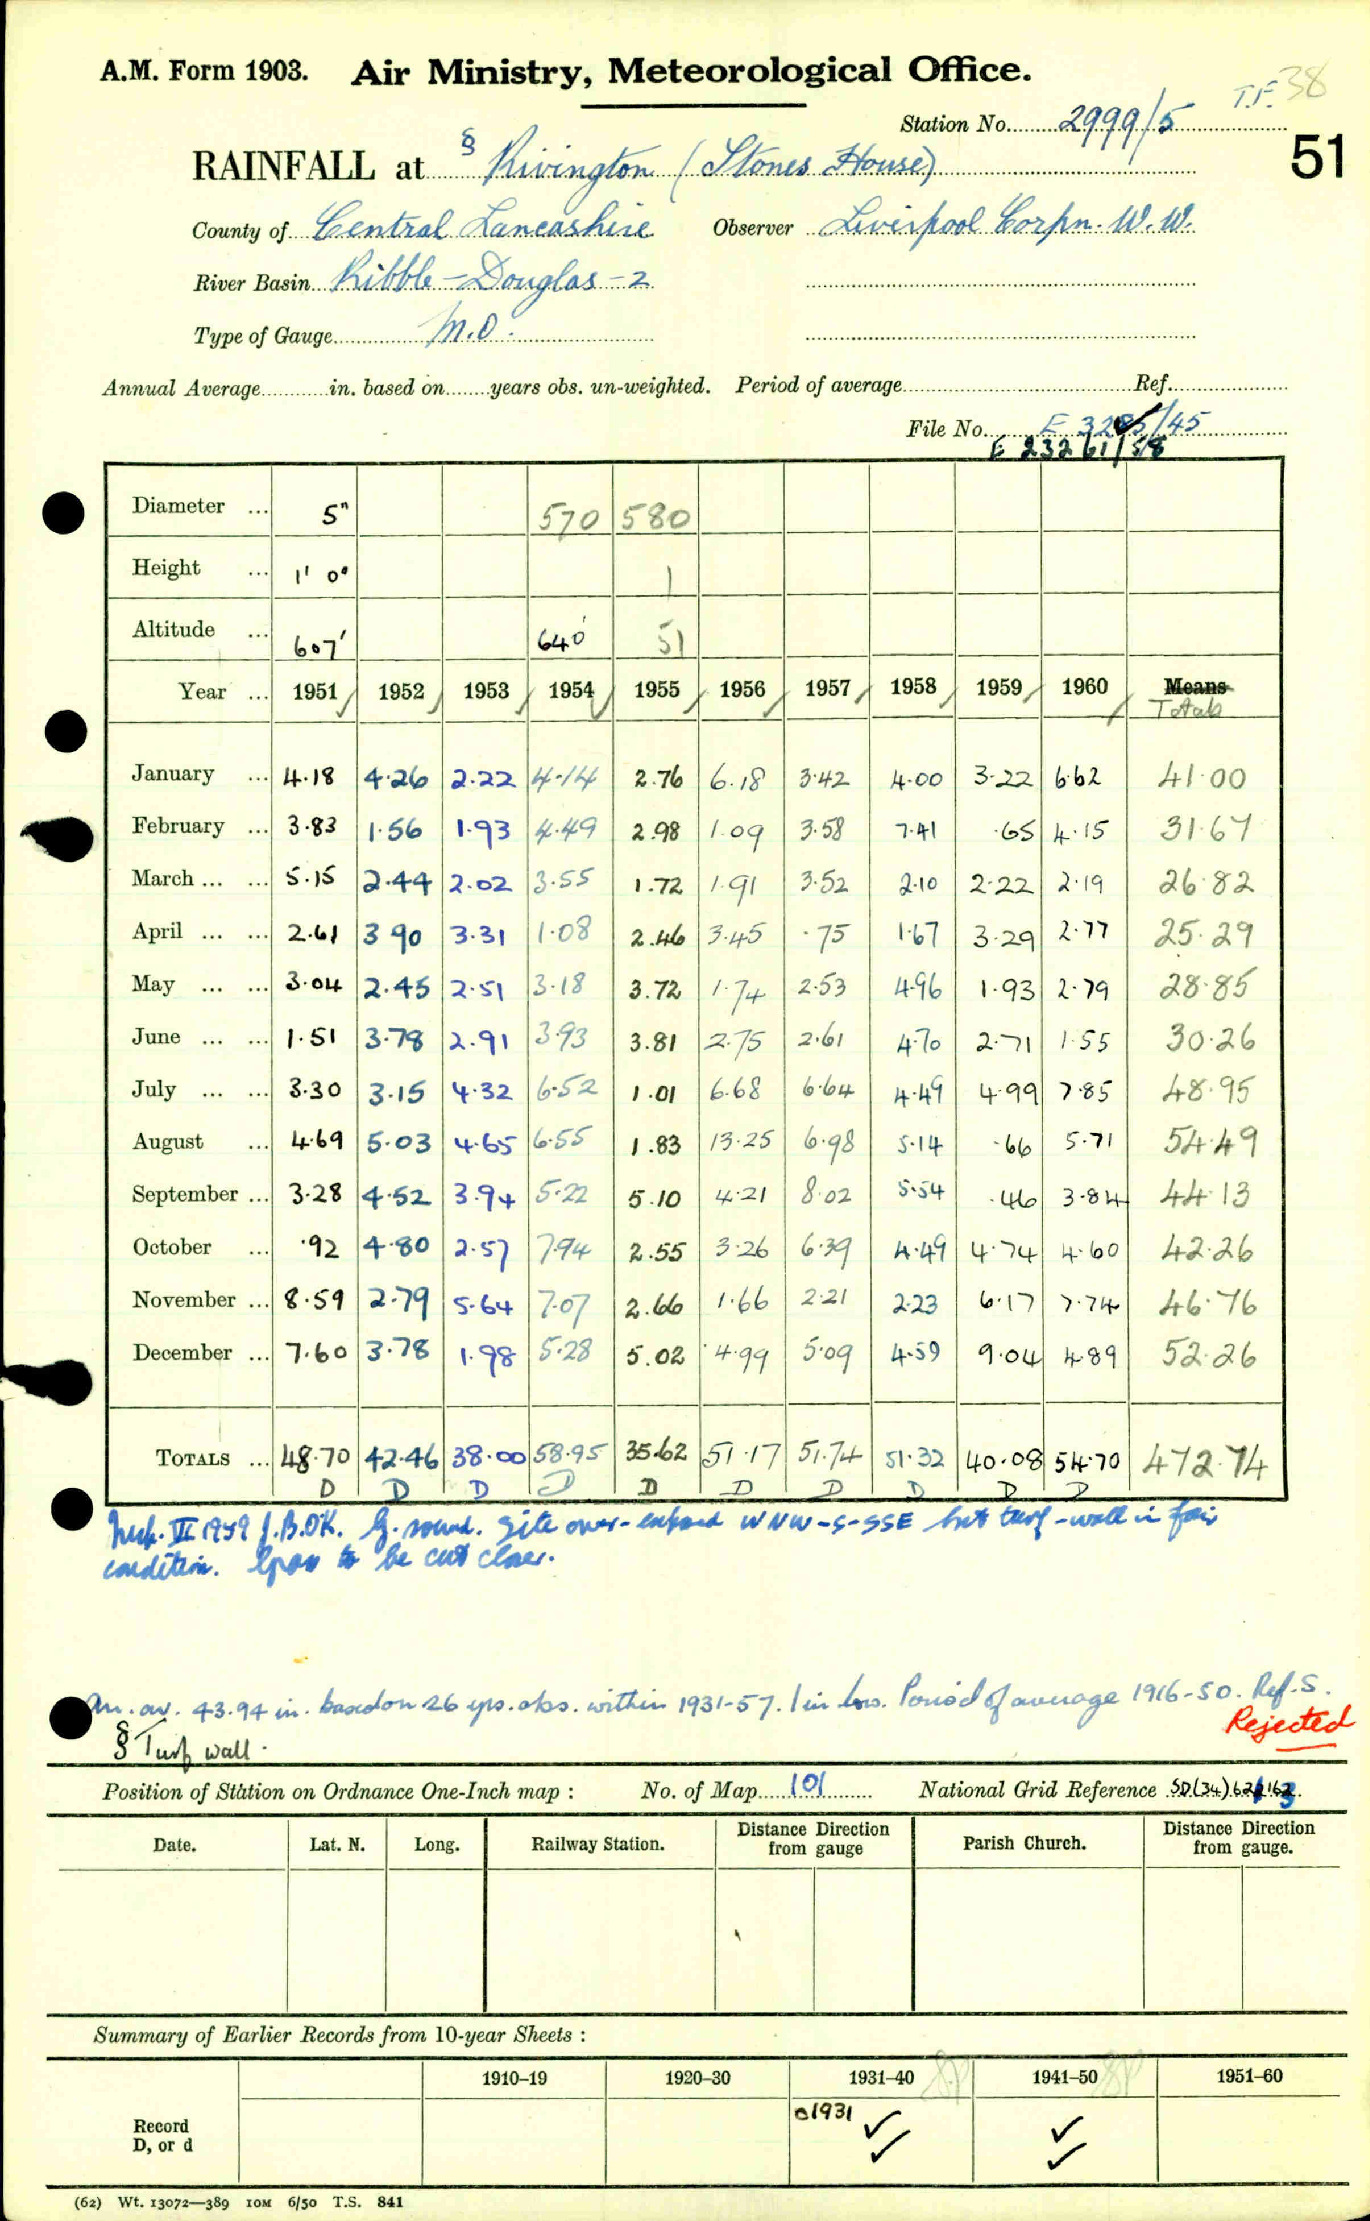 A.M. Form 1903. Air Ministry, Meteorological Office.
T.F. 38
Station No. 2999/5
51
RAINFALL at § Rivington (Stones House)
County of Central Lancashire Observer Liverpool Corpn. W.W.
River Basin Ribble-Douglas-2
Type of Gauge M.O.
Annual Average in. based on years obs. un-weighted. Period of average Ref.
File No. E 3285/45
E 23261/58
Diameter ... 5" 570 580
Height ... 1' 0" 1
Altitude ... 607' 640' 51
Year ... 1951 1952 1953 1954 1955 1956 1957 1958 1959 1960 Means
Totals
January ... 4.18 4.26 2.22 4.14 2.76 6.18 3.42 4.00 3.22 6.62 41.00
February ... 3.83 1.56 1.93 4.49 2.98 1.09 3.58 7.41 .65 4.15 31.67
March ... ... 5.15 2.44 2.02 3.55 1.72 1.91 3.52 2.10 2.22 2.19 26.82
April ... ... 2.61 3 90 3.31 1.08 2.46 3.45 .75 1.67 3.29 2.77 25.29
May ... ... 3.04 2.45 2.51 3.18 3.72 1.74 2.53 4.96 1.93 2.79 28.85
June ... ... 1.51 3.78 2.91 3.93 3.81 2.75 2.61 4.70 2.71 1.55 30.26
July ... ... 3.30 3.15 4.32 6.52 1.01 6.68 6.64 4.49 4.99 7.85 48.95
August ... 4.69 5.03 4.65 6.55 1.83 13.25 6.98 5.14 .66 5.71 54.49
September ... 3.28 4.52 3.94 5.22 5.10 4.21 8.02 5.54 .46 3.84 44.13
October ... .92 4.80 2.57 7.94 2.55 3.26 6.39 4.49 4.74 4.60 42.26
November ... 8.59 2.79 5.64 7.07 2.66 1.66 2.21 2.23 6.17 7.74 46.76
December ... 7.60 3.78 1.98 5.28 5.02 4.99 5.09 4.59 9.04 4.89 52.26
TOTALS ... 48.70 42.46 38.00 58.95 35.62 51.17 51.74 51.32 40.08 54.70 472.74
D D D D D D D D D D
Insp. VII 1959 J.B.OK. G. sound. Site over-exposed WNW-S-SSE but turf-wall in fair
condition. Grass to be cut closer.
An. av. 43.94 in. based on 26 yrs. obs. within 1931-57. 1 in low. Period of average 1916-50. Ref. S.
Rejected
§ Turf wall.
Position of Station on Ordnance One-Inch map : No. of Map 101 National Grid Reference SD(34)
Date. Lat. N. Long. Railway Station. Distance Direction from gauge Parish Church. Distance Direction from gauge.
Summary of Earlier Records from 10-year Sheets :
1910–19 1920–30 1931–40 1941–50 1951–60
Record
D, or d
c1931 ✓ ✓ ✓ ✓
(62) Wt. 13072—389 10M 6/50 T.S. 841